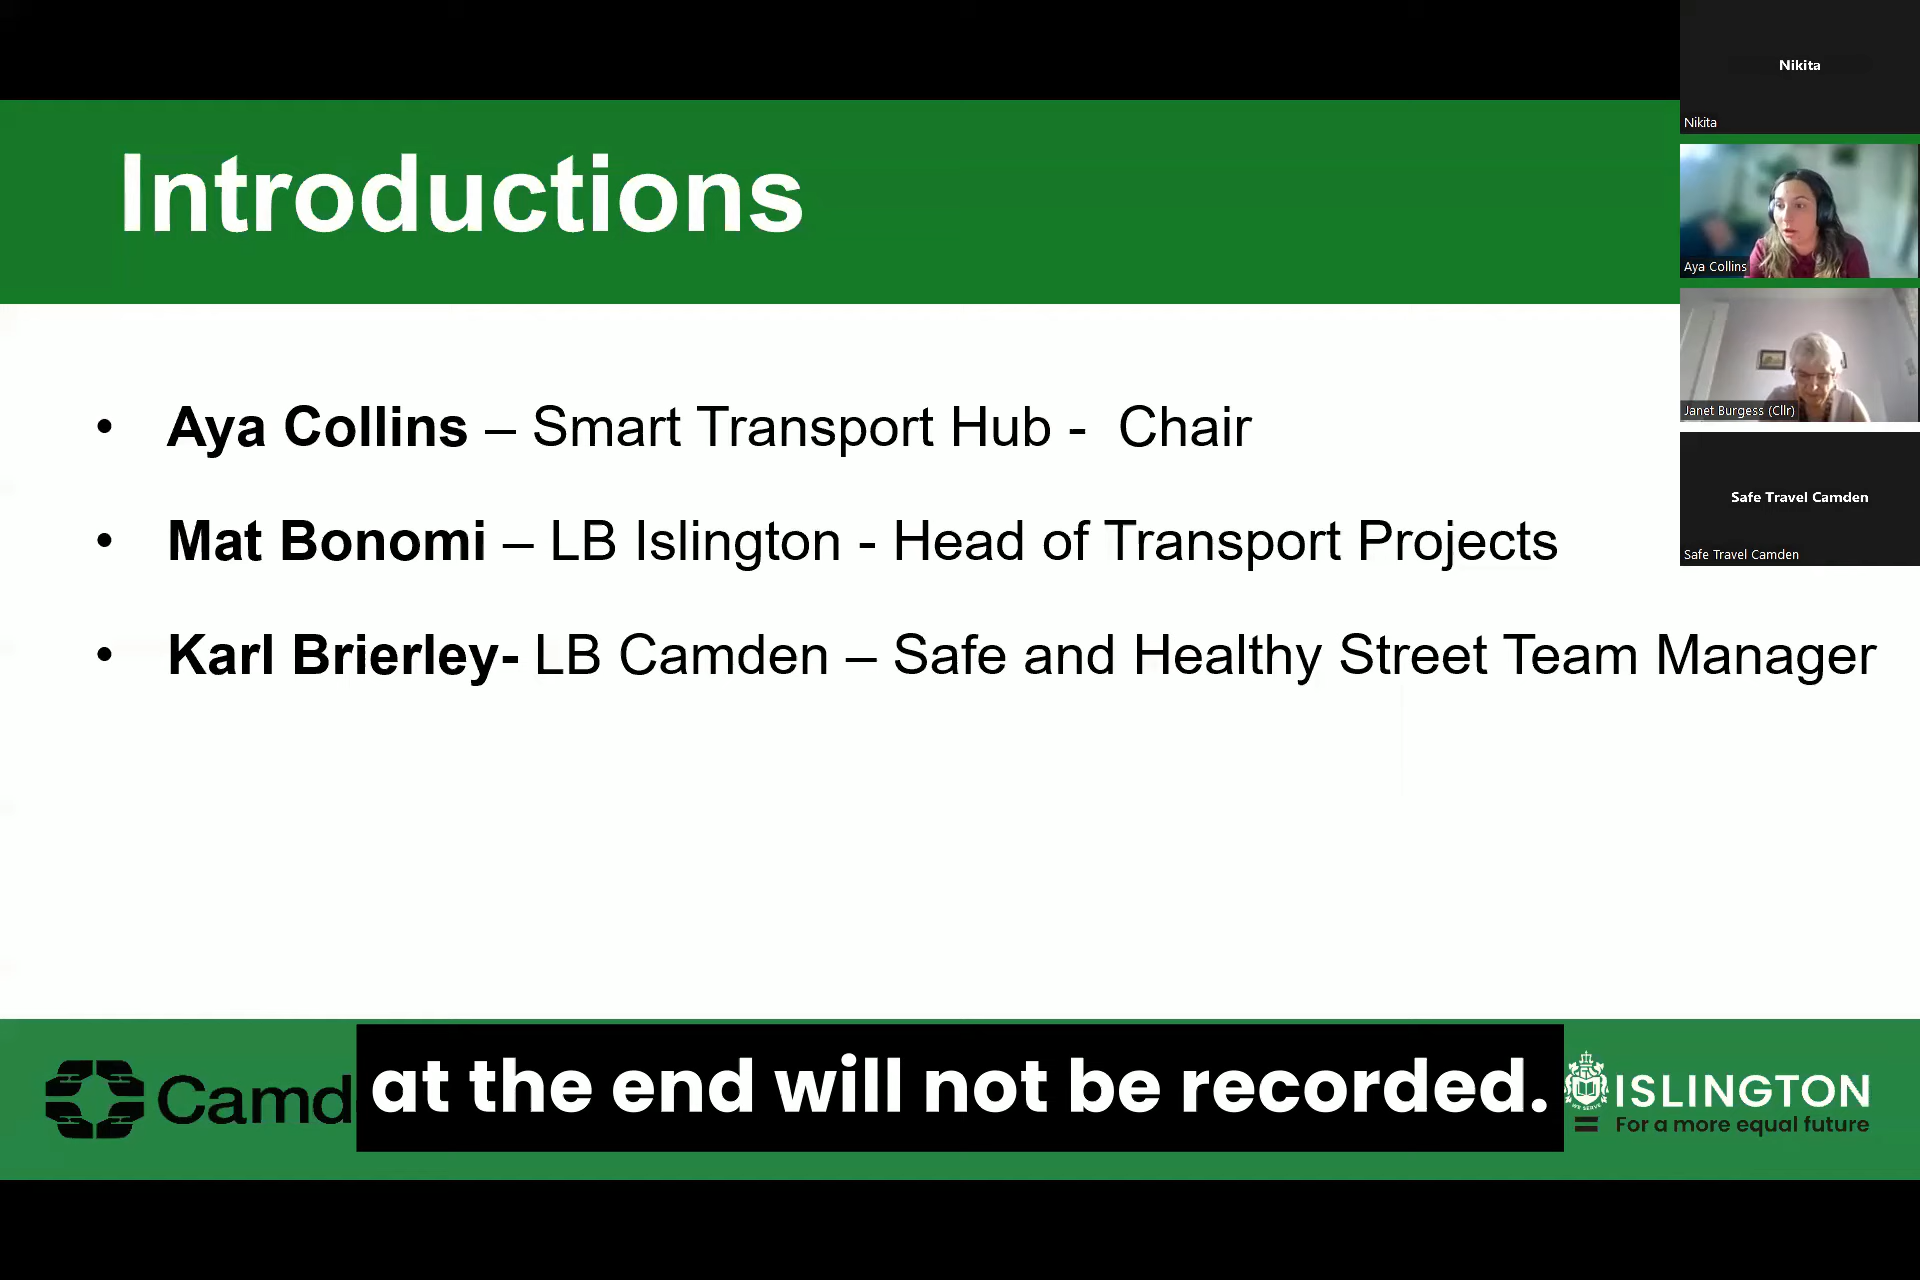 Introductions
• Aya Collins – Smart Transport Hub - Chair
• Mat Bonomi – LB Islington - Head of Transport Projects
• Karl Brierley- LB Camden – Safe and Healthy Street Team Manager
Nikita
Nikita
Aya Collins
Janet Burgess (Cllr)
Safe Travel Camden
Safe Travel Camden
Camd
at the end will not be recorded.
ISLINGTON
For a more equal future